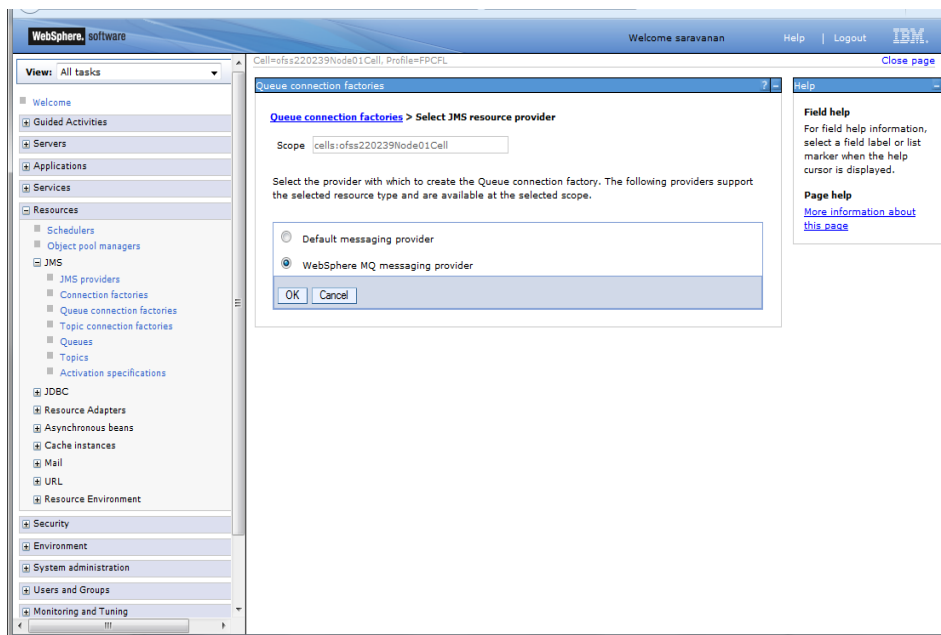 WebSphere. software
Welcome saravanan
Help | Logout
IBM.
View: All tasks
Cell=ofss220239Node01Cell, Profile=FPCFL
Close page
Welcome
Guided Activities
Servers
Applications
Services
Resources
Schedulers
Object pool managers
JMS
JMS providers
Connection factories
Queue connection factories
Topic connection factories
Queues
Topics
Activation specifications
JDBC
Resource Adapters
Asynchronous beans
Cache instances
Mail
URL
Resource Environment
Security
Environment
System administration
Users and Groups
Monitoring and Tuning
Queue connection factories
? -
Queue connection factories > Select JMS resource provider
Scope cells:ofss220239Node01Cell
Select the provider with which to create the Queue connection factory. The following providers support
the selected resource type and are available at the selected scope.
Default messaging provider
WebSphere MQ messaging provider
OK Cancel
Help
-
Field help
For field help information,
select a field label or list
marker when the help
cursor is displayed.
Page help
More information about
this page